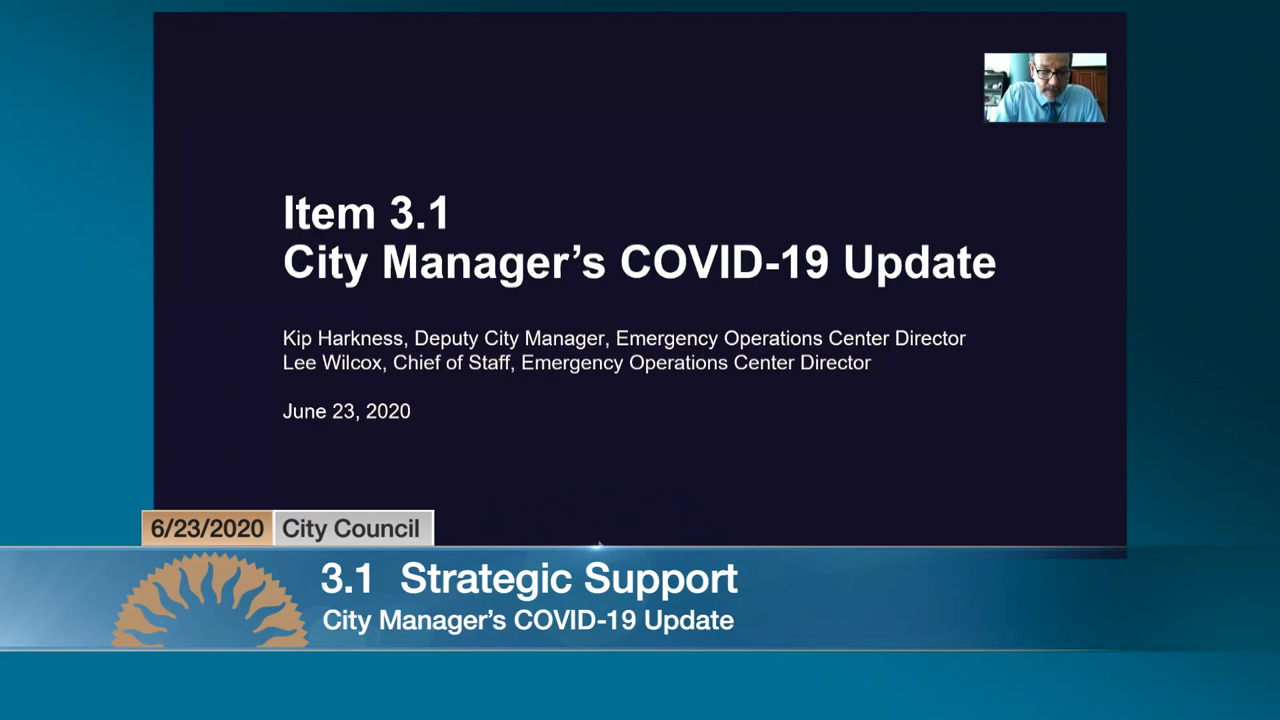 Item 3.1
City Manager’s COVID-19 Update
Kip Harkness, Deputy City Manager, Emergency Operations Center Director
Lee Wilcox, Chief of Staff, Emergency Operations Center Director
June 23, 2020
6/23/2020 City Council
3.1 Strategic Support
City Manager’s COVID-19 Update